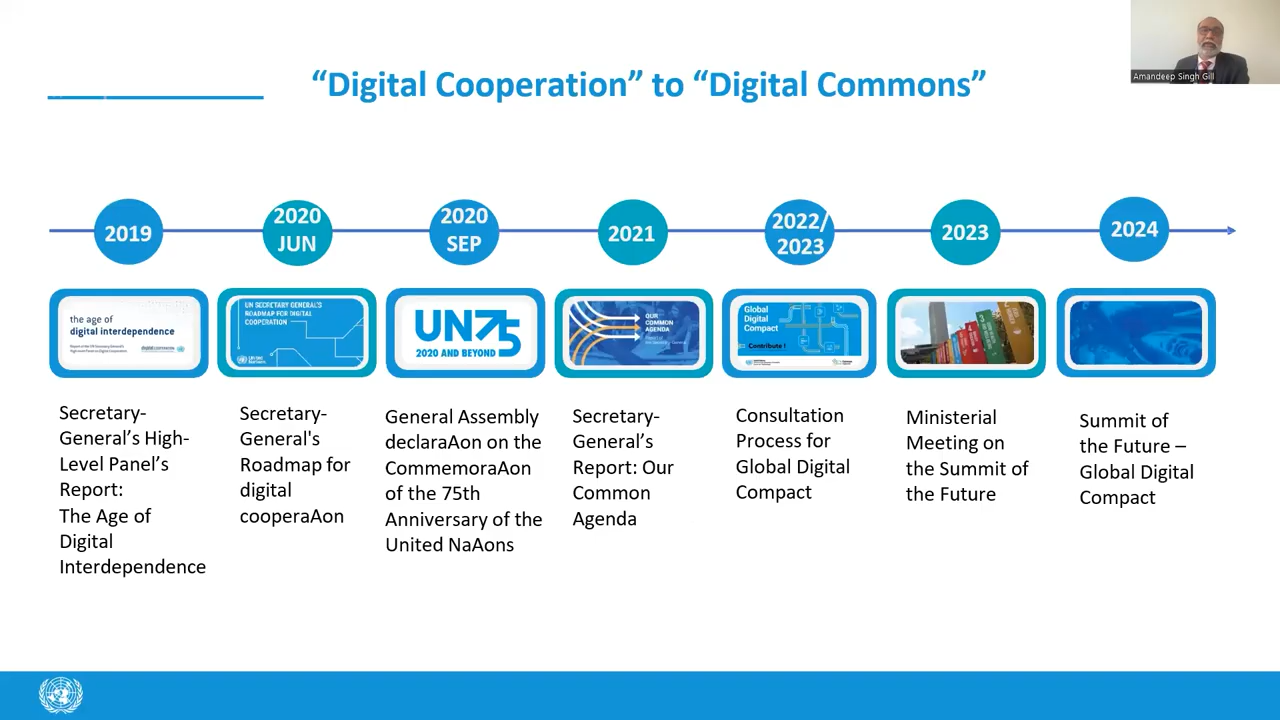 “Digital Cooperation” to “Digital Commons”
Amandeep Singh Gill
2019
2020
JUN
2020
SEP
2021
2022/
2023
2023
2024
the age of
digital interdependence
UN SECRETARY GENERAL'S
ROADMAP FOR DIGITAL
COOPERATION
United
Nations
UN75
2020 AND BEYOND
OUR
COMMON
AGENDA
Global
Digital
Compact
Contribute !
Secretary-
General’s High-
Level Panel’s
Report:
The Age of
Digital
Interdependence
Secretary-
General's
Roadmap for
digital
cooperaAon
General Assembly
declaraAon on the
CommemoraAon
of the 75th
Anniversary of the
United NaAons
Secretary-
General’s
Report: Our
Common
Agenda
Consultation
Process for
Global Digital
Compact
Ministerial
Meeting on
the Summit of
the Future
Summit of
the Future –
Global Digital
Compact